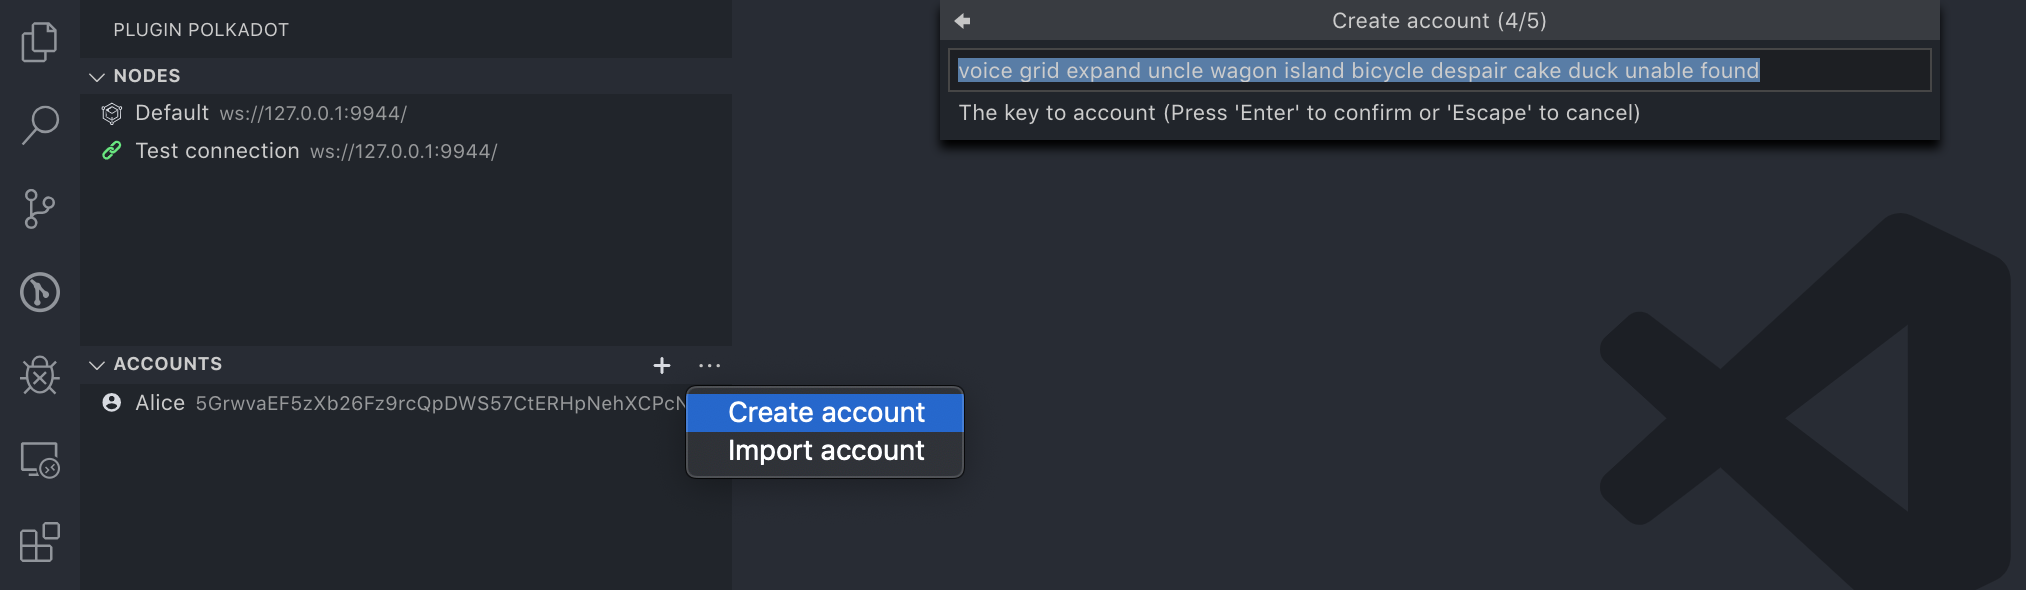 PLUGIN POLKADOT
NODES
Default ws://127.0.0.1:9944/
Test connection ws://127.0.0.1:9944/
ACCOUNTS
Alice 5GrwvaEF5zXb26Fz9rcQpDWS57CtERHpNehXCPcN
Create account
Import account
Create account (4/5)
voice grid expand uncle wagon island bicycle despair cake duck unable found
The key to account (Press 'Enter' to confirm or 'Escape' to cancel)